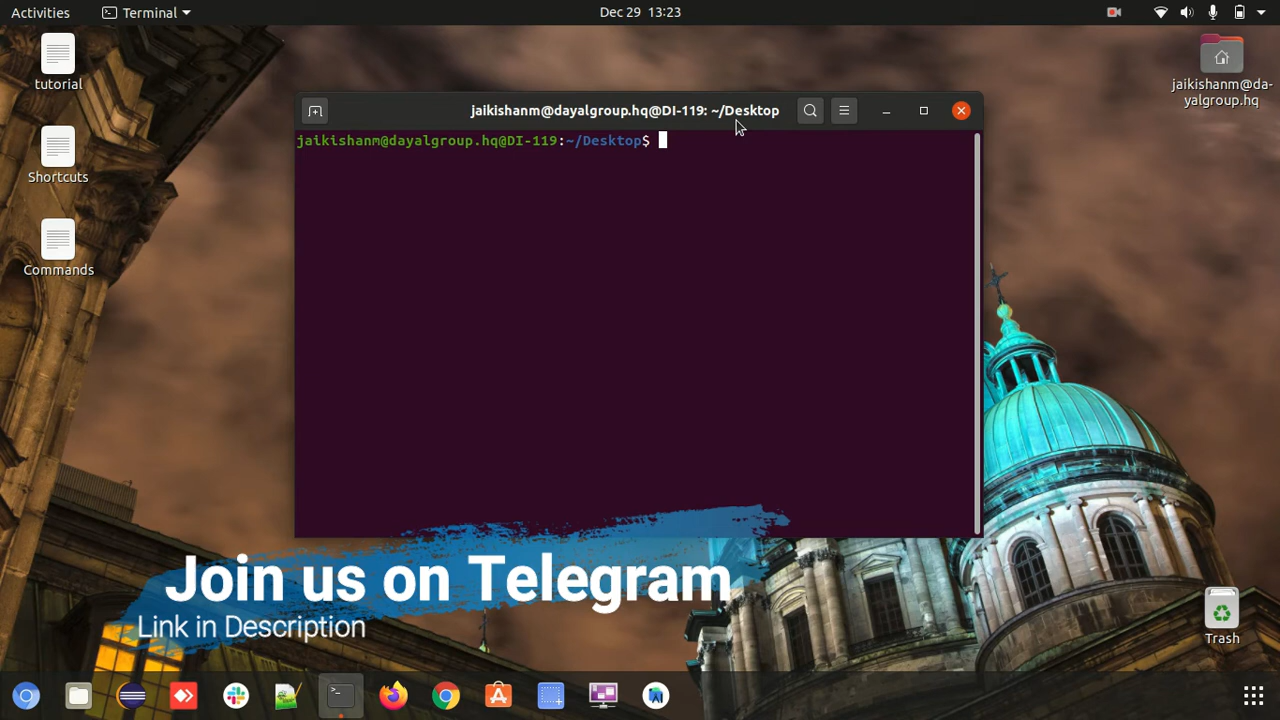 Activities
Terminal
Dec 29 13:23
tutorial
Shortcuts
Commands
jaikishanm@da-
yalgroup.hq
jaikishanm@dayalgroup.hq@DI-119: ~/Desktop
jaikishanm@dayalgroup.hq@DI-119:~/Desktop$
Join us on Telegram
Link in Description
Trash